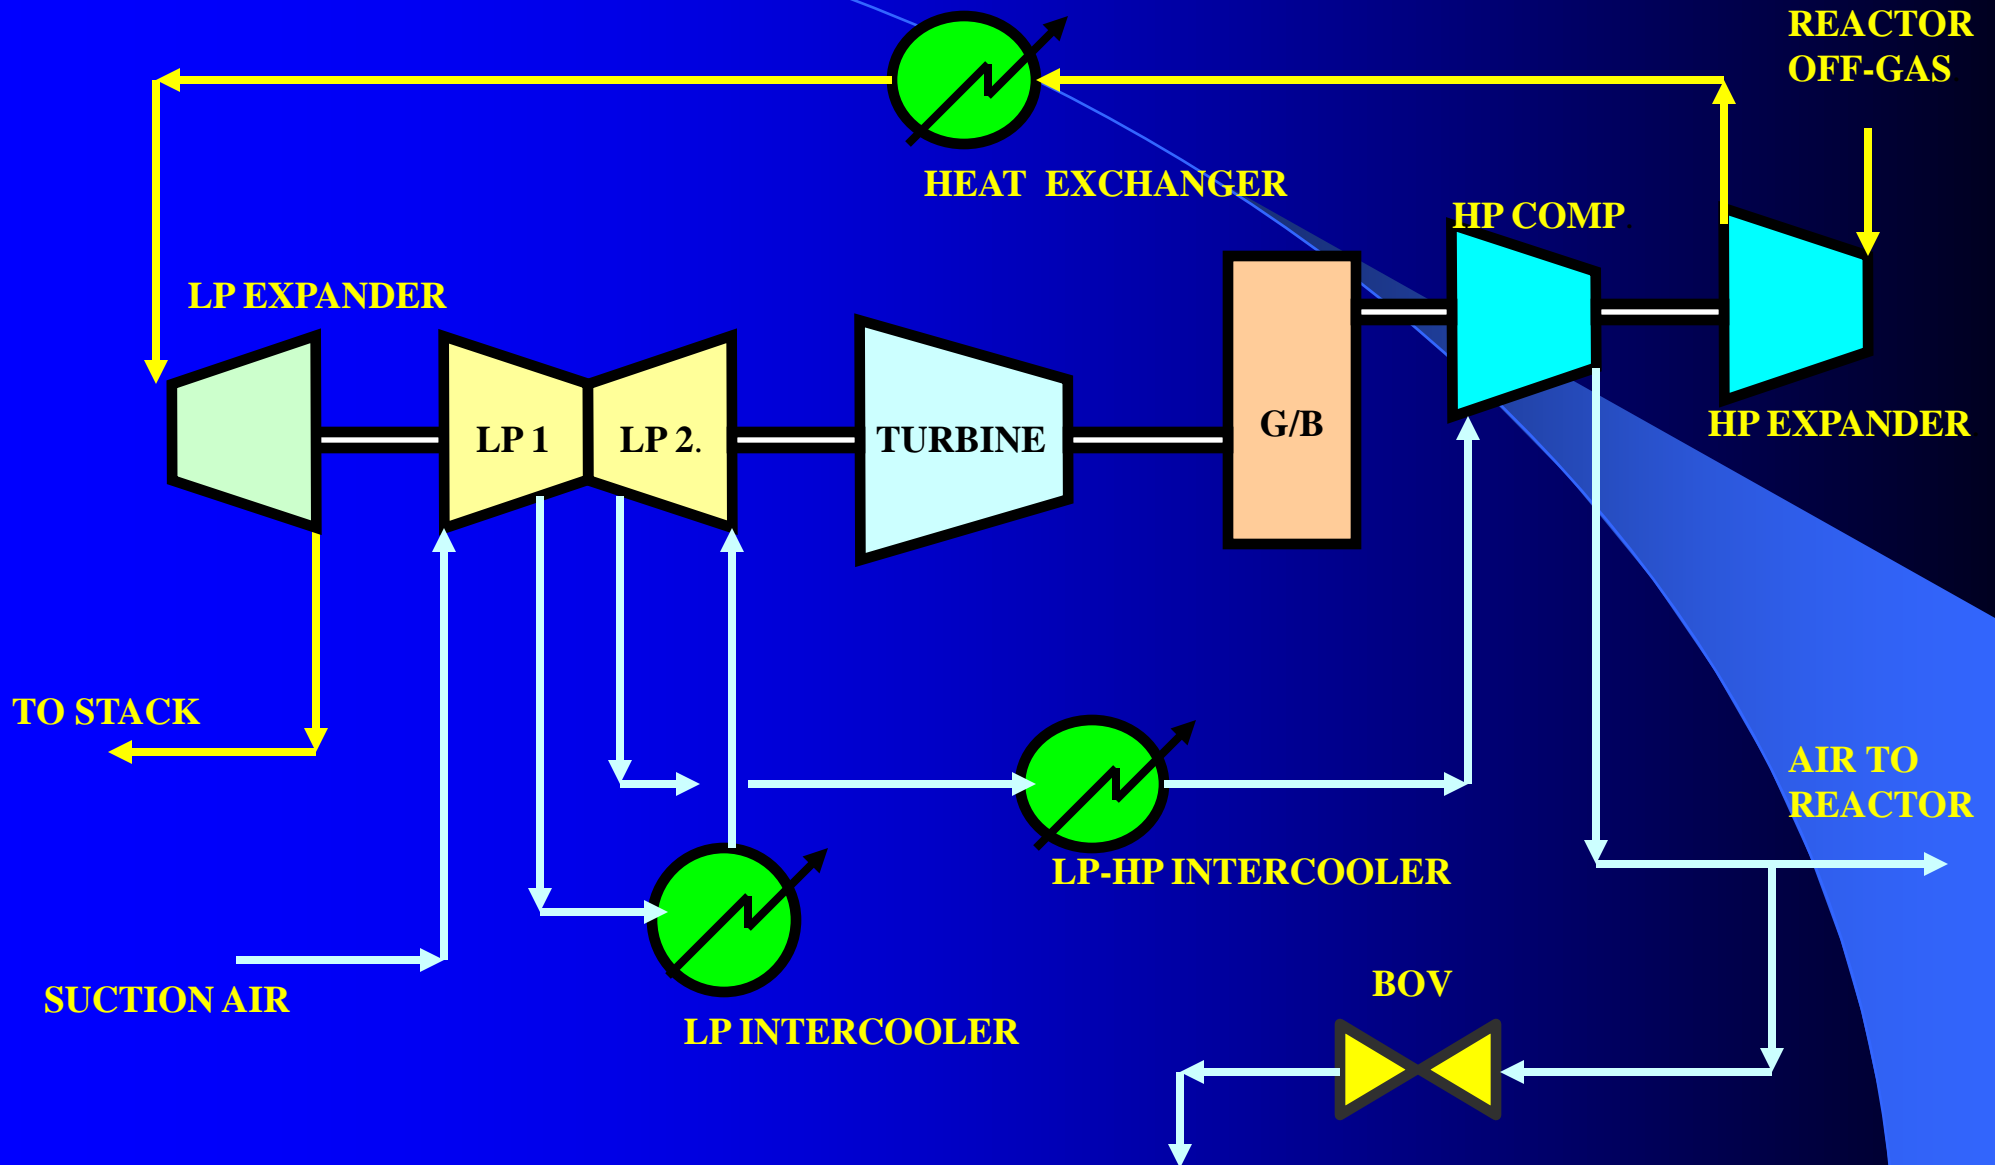 REACTOR
OFF-GAS
HEAT EXCHANGER
HP COMP.
LP EXPANDER
HP EXPANDER
LP 1
LP 2.
TURBINE
G/B
TO STACK
AIR TO
REACTOR
LP-HP INTERCOOLER
SUCTION AIR
BOV
LP INTERCOOLER